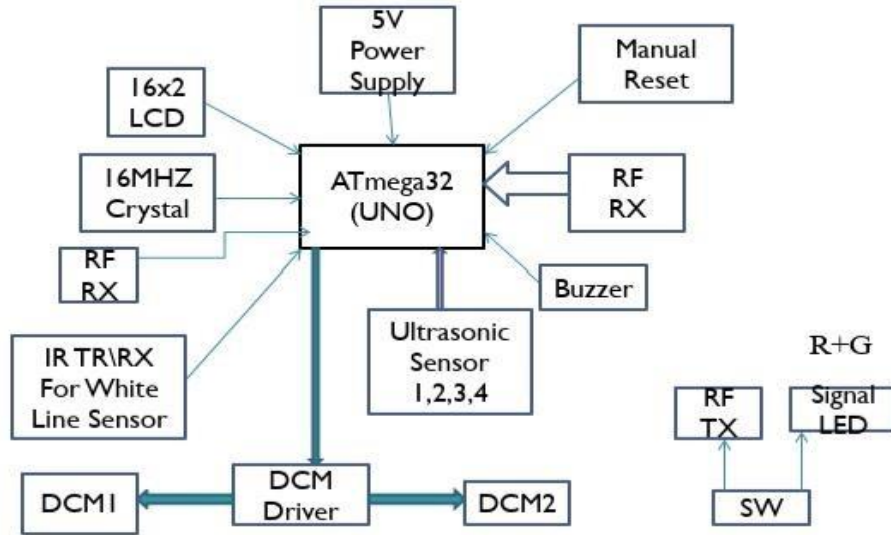 5V
Power
Supply
Manual
Reset
16x2
LCD
16MHZ
Crystal
ATmega32
(UNO)
RF
RX
RF
RX
Buzzer
IR TR\RX
For White
Line Sensor
Ultrasonic
Sensor
1,2,3,4
R+G
RF
TX
Signal
LED
DCM1
DCM
Driver
DCM2
SW